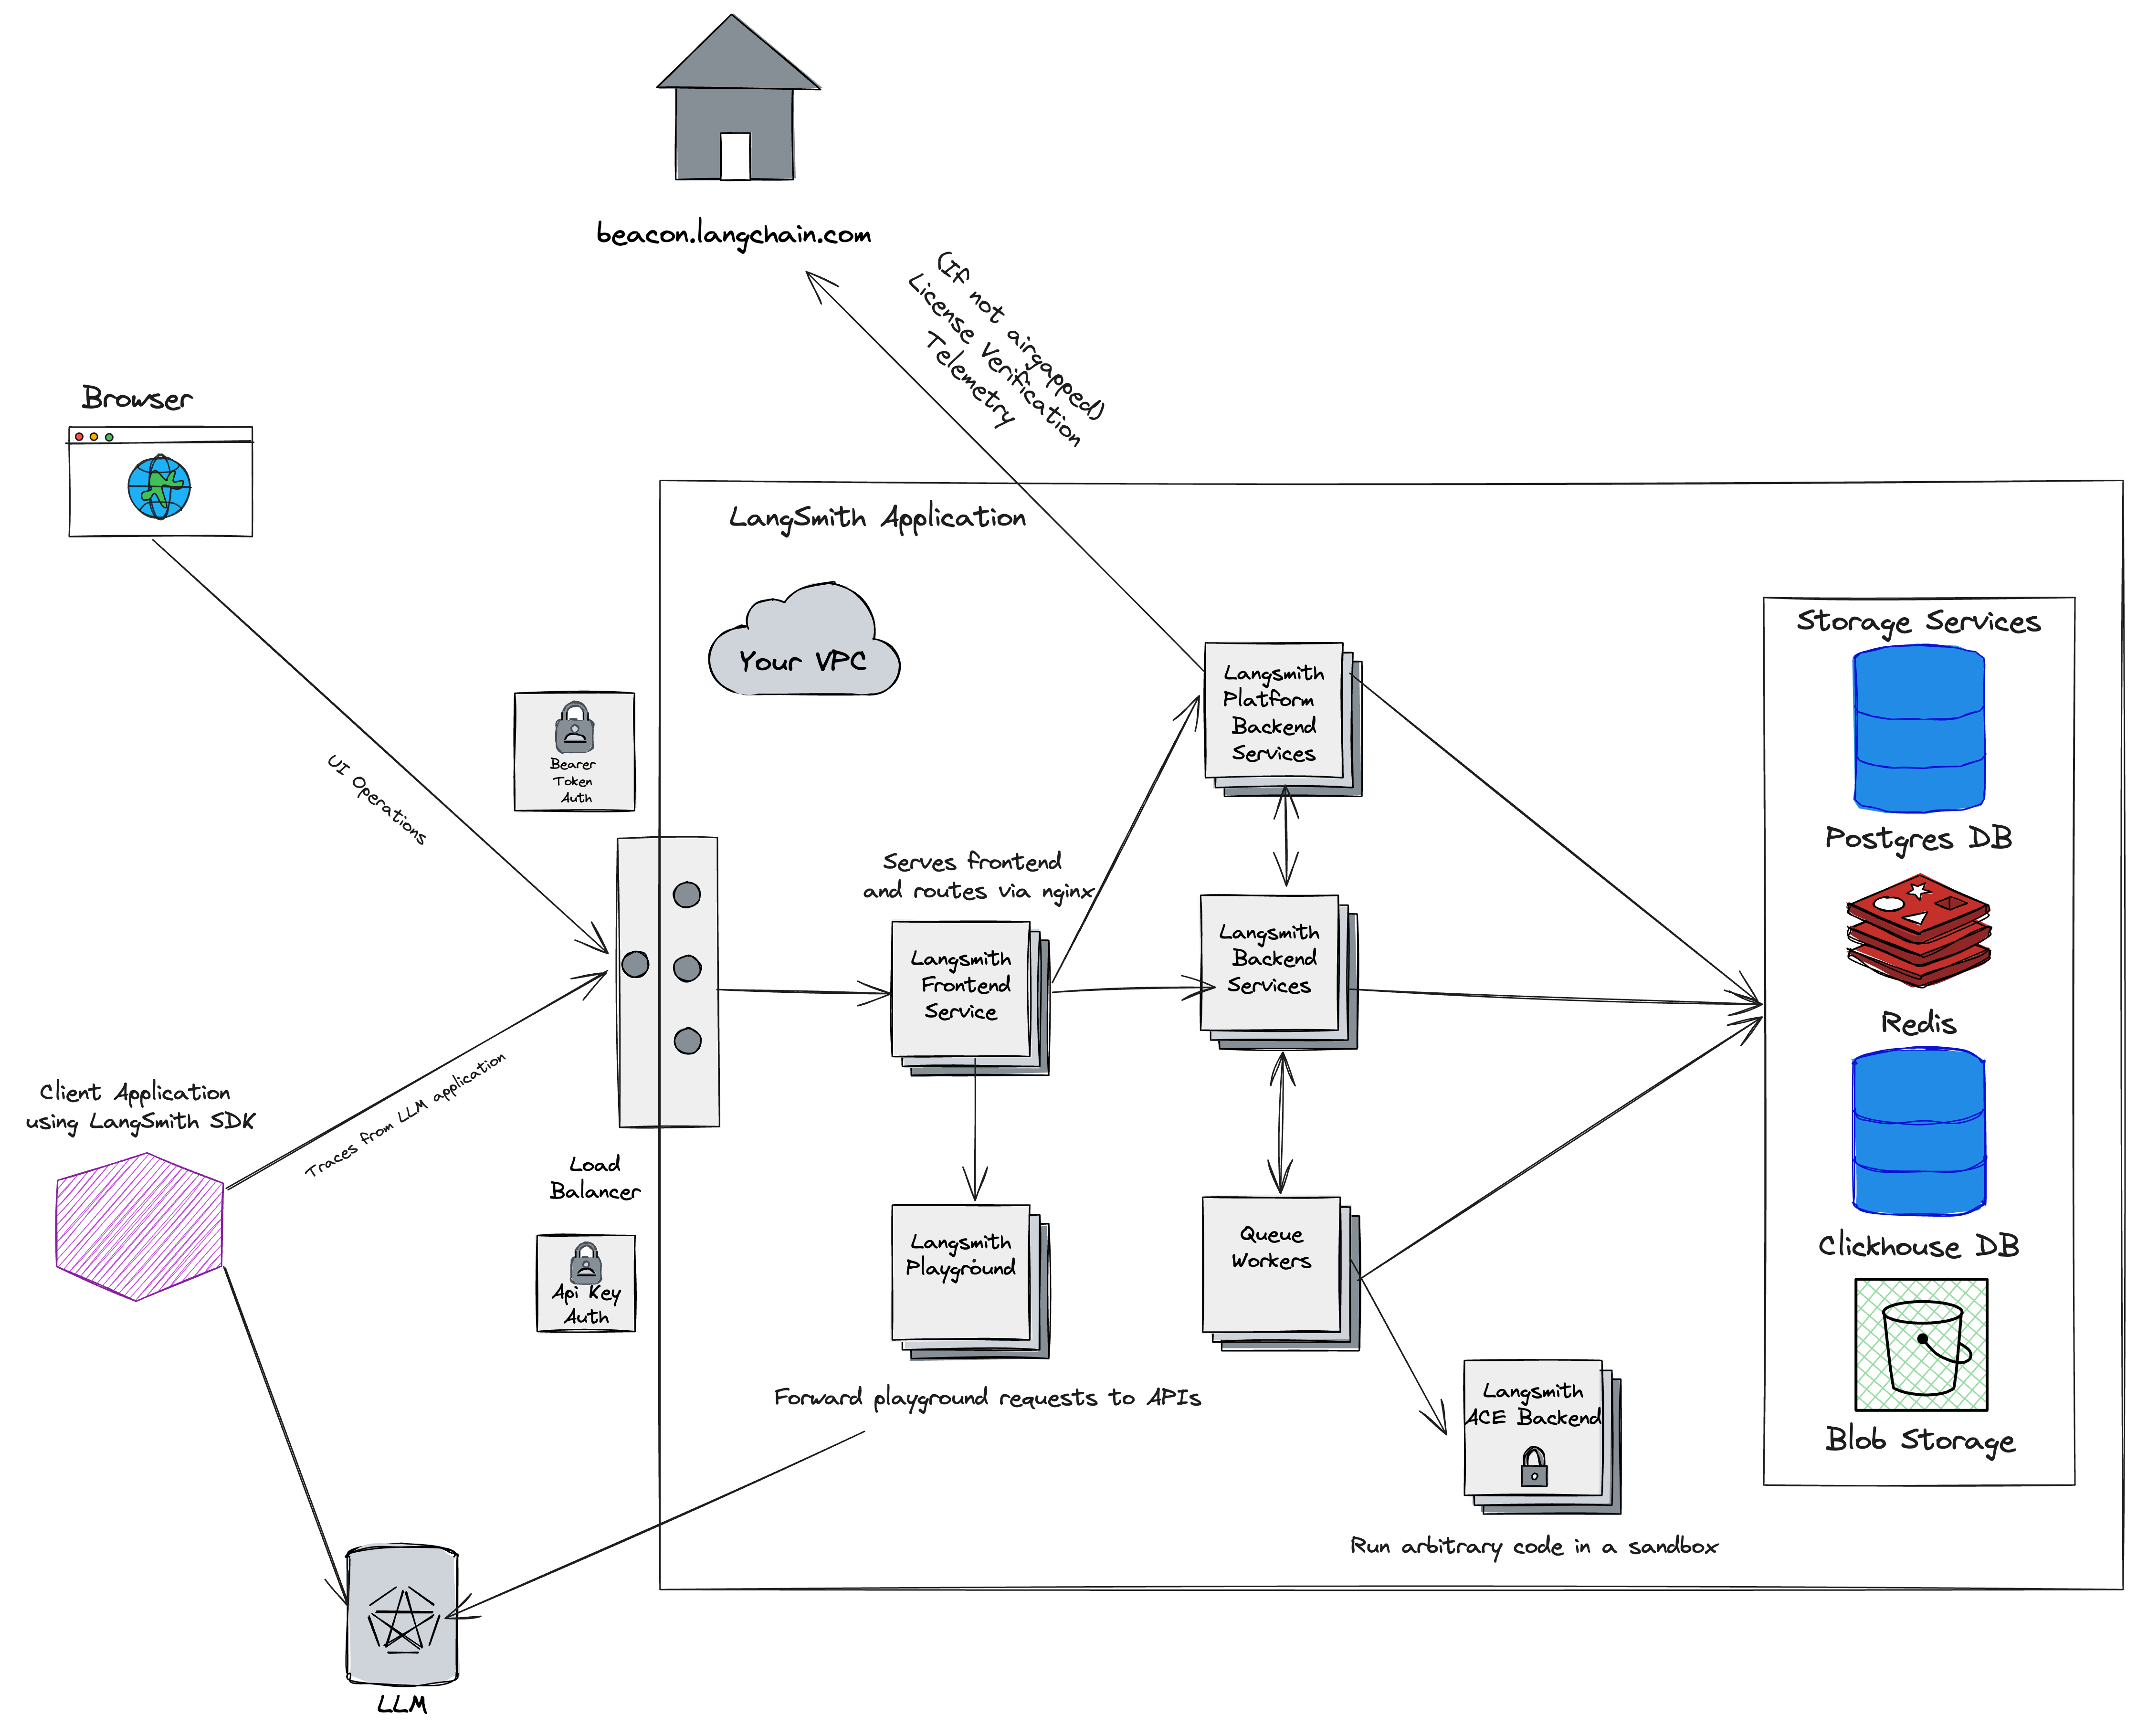 beacon.langchain.com
(If not airgapped)
License Verification
Telemetry
Browser
LangSmith Application
Your VPC
UI Operations
Bearer
Token
Auth
Langsmith
Platform
Backend
Services
Storage Services
Postgres DB
Redis
Clickhouse DB
Blob Storage
Serves frontend
and routes via nginx
Langsmith
Frontend
Service
Langsmith
Backend
Services
Client Application
using LangSmith SDK
Traces from LLM application
Load
Balancer
Api Key
Auth
Langsmith
Playground
Queue
Workers
Forward playground requests to APIs
Langsmith
ACE Backend
Run arbitrary code in a sandbox
LLM